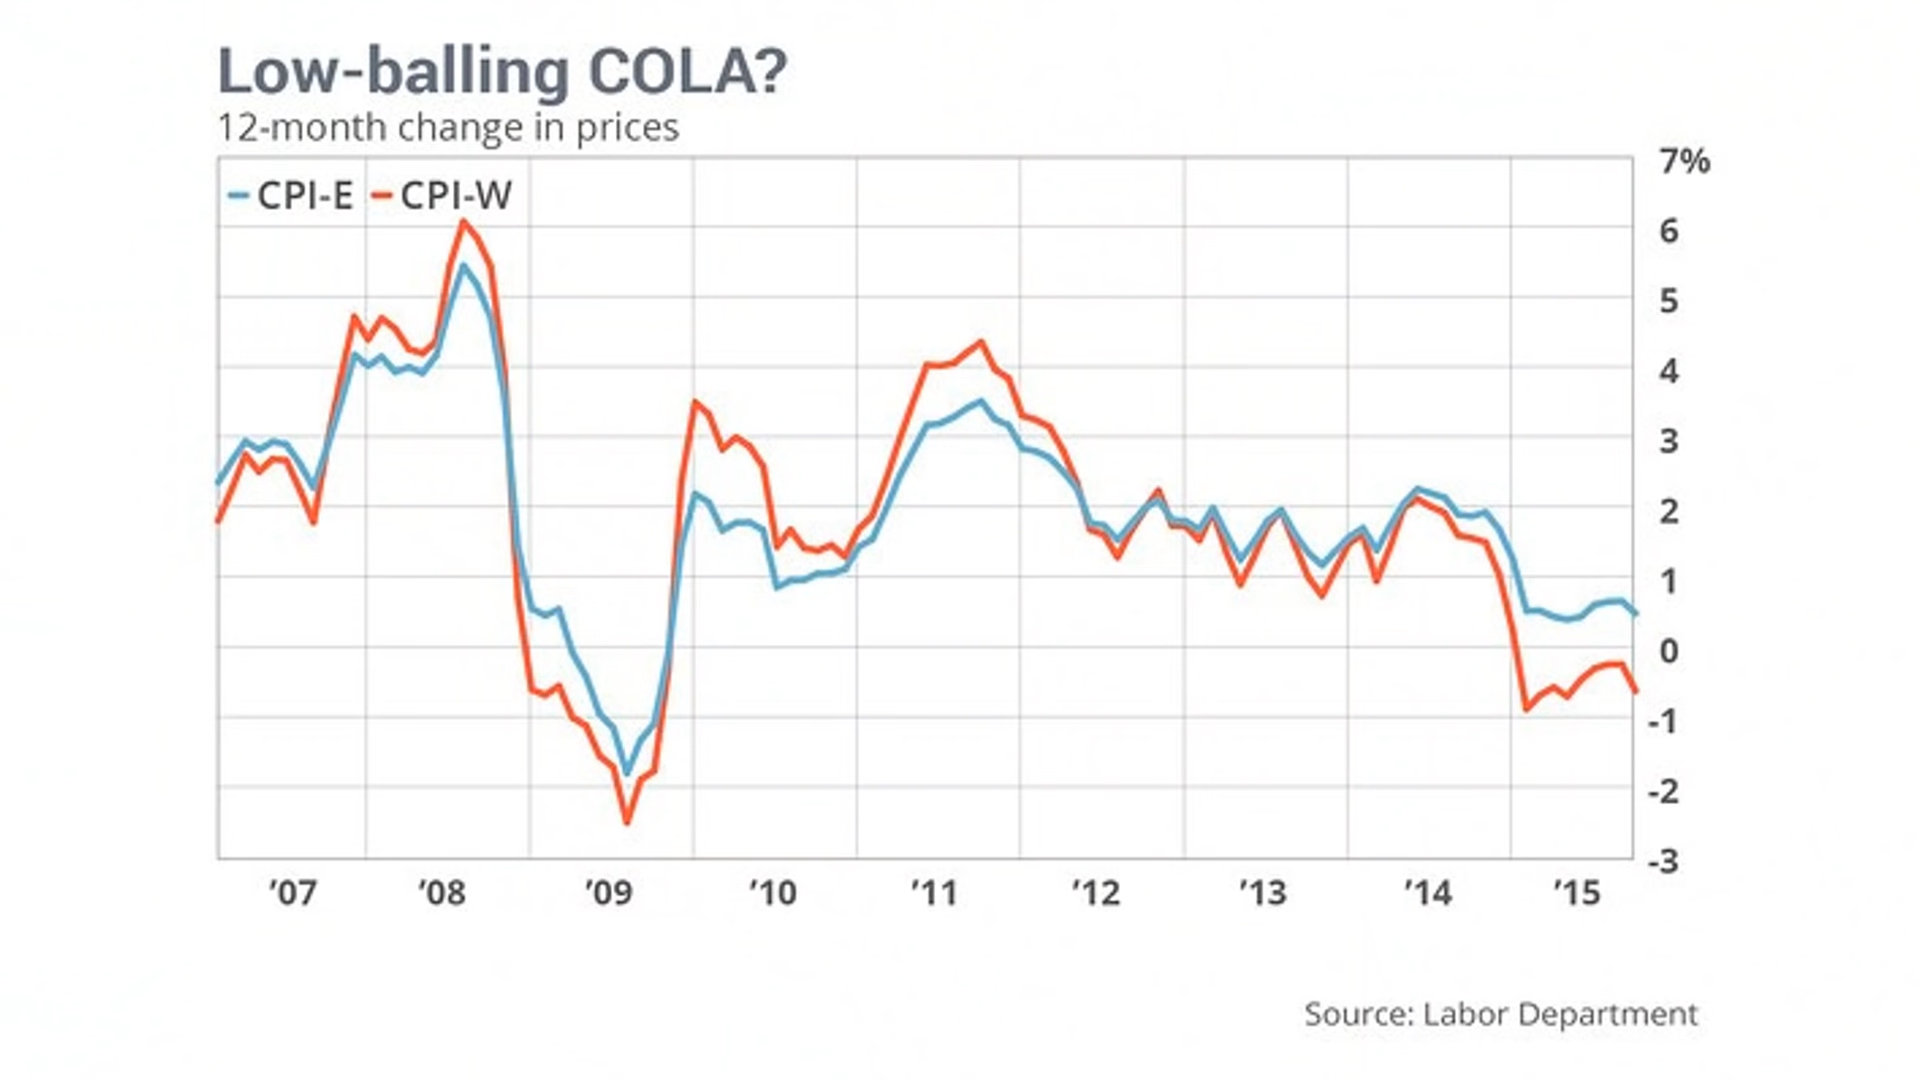 Low-balling COLA?
12-month change in prices
CPI-E CPI-W
7%
6
5
4
3
2
1
0
-1
-2
-3
’07 ’08 ’09 ’10 ’11 ’12 ’13 ’14 ’15
Source: Labor Department